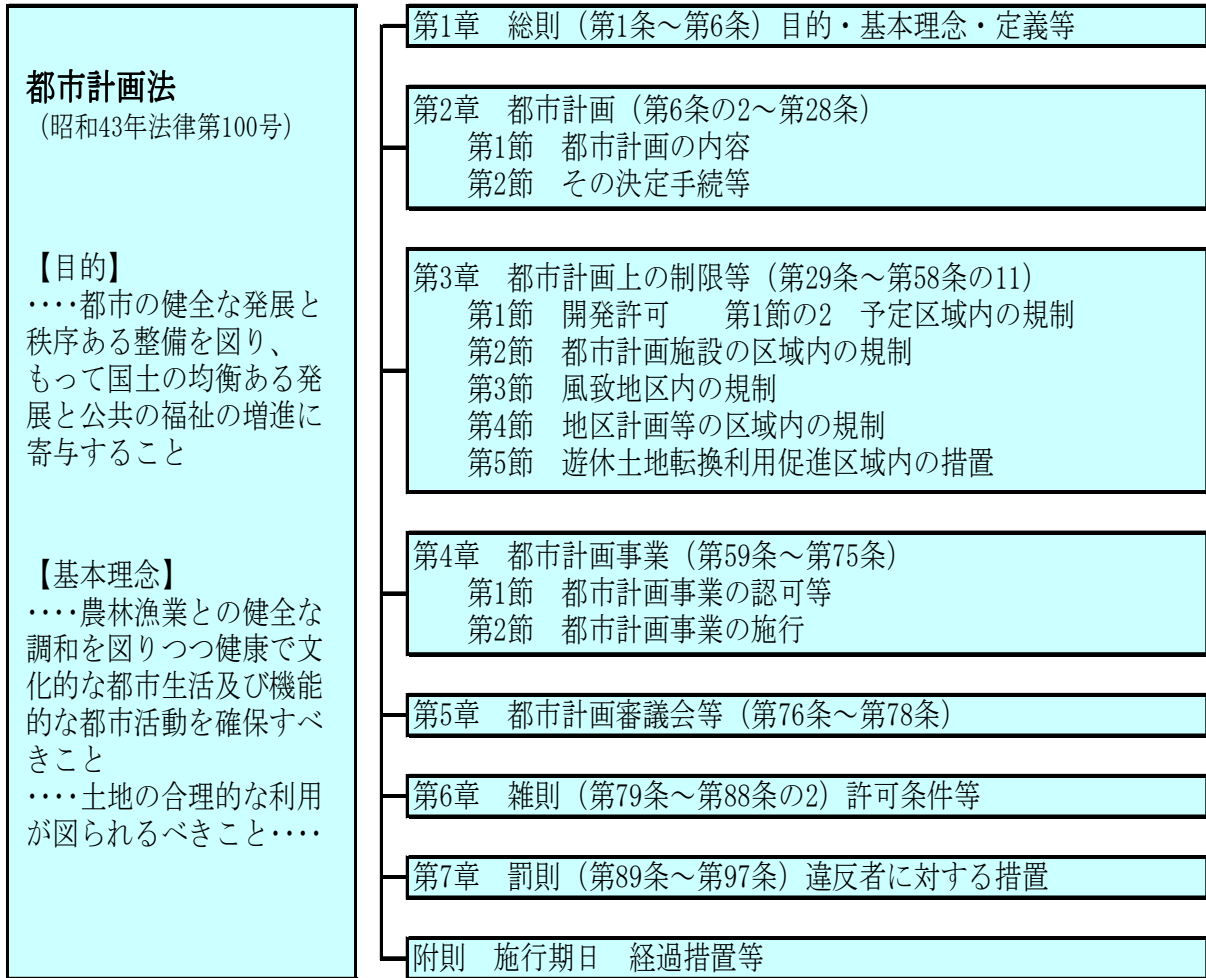 都市計画法
（昭和43年法律第100号）
【目的】
‥‥都市の健全な発展と
秩序ある整備を図り、
もって国土の均衡ある発
展と公共の福祉の増進に
寄与すること
【基本理念】
‥‥農林漁業との健全な
調和を図りつつ健康で文
化的な都市生活及び機能
的な都市活動を確保すべ
きこと
‥‥土地の合理的な利用
が図られるべきこと‥‥
第1章　総則（第1条～第6条）目的・基本理念・定義等
第2章　都市計画（第6条の2～第28条）
第1節　都市計画の内容
第2節　その決定手続等
第3章　都市計画上の制限等（第29条～第58条の11）
第1節　開発許可　　第1節の2　予定区域内の規制
第2節　都市計画施設の区域内の規制
第3節　風致地区内の規制
第4節　地区計画等の区域内の規制
第5節　遊休土地転換利用促進区域内の措置
第4章　都市計画事業（第59条～第75条）
第1節　都市計画事業の認可等
第2節　都市計画事業の施行
第5章　都市計画審議会等（第76条～第78条）
第6章　雑則（第79条～第88条の2）許可条件等
第7章　罰則（第89条～第97条）違反者に対する措置
附則　施行期日　経過措置等